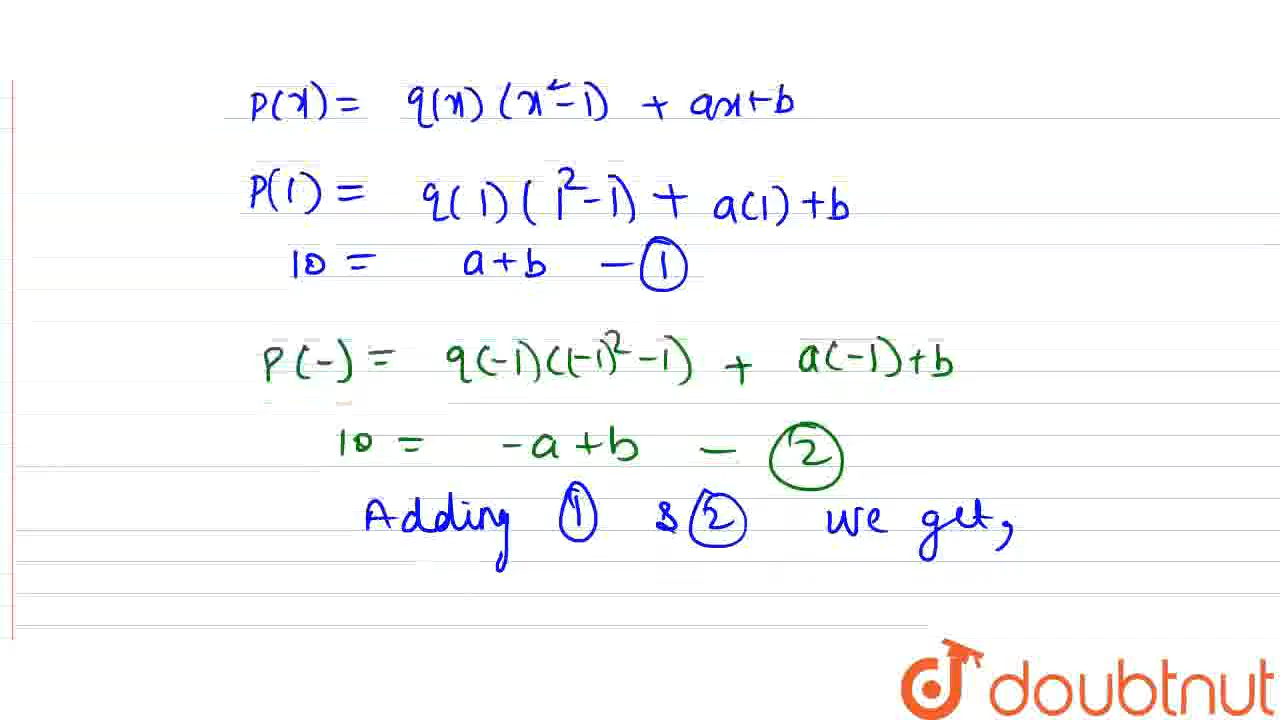 p(x) = q(x) (x²-1) + ax+b
P(1) = q(1) (1²-1) + a(1)+b
10 = a+b - ①
P(-) = q(-1)((-1)²-1) + a(-1)+b
10 = -a+b - ②
Adding ① & ② we get,
doubtnut